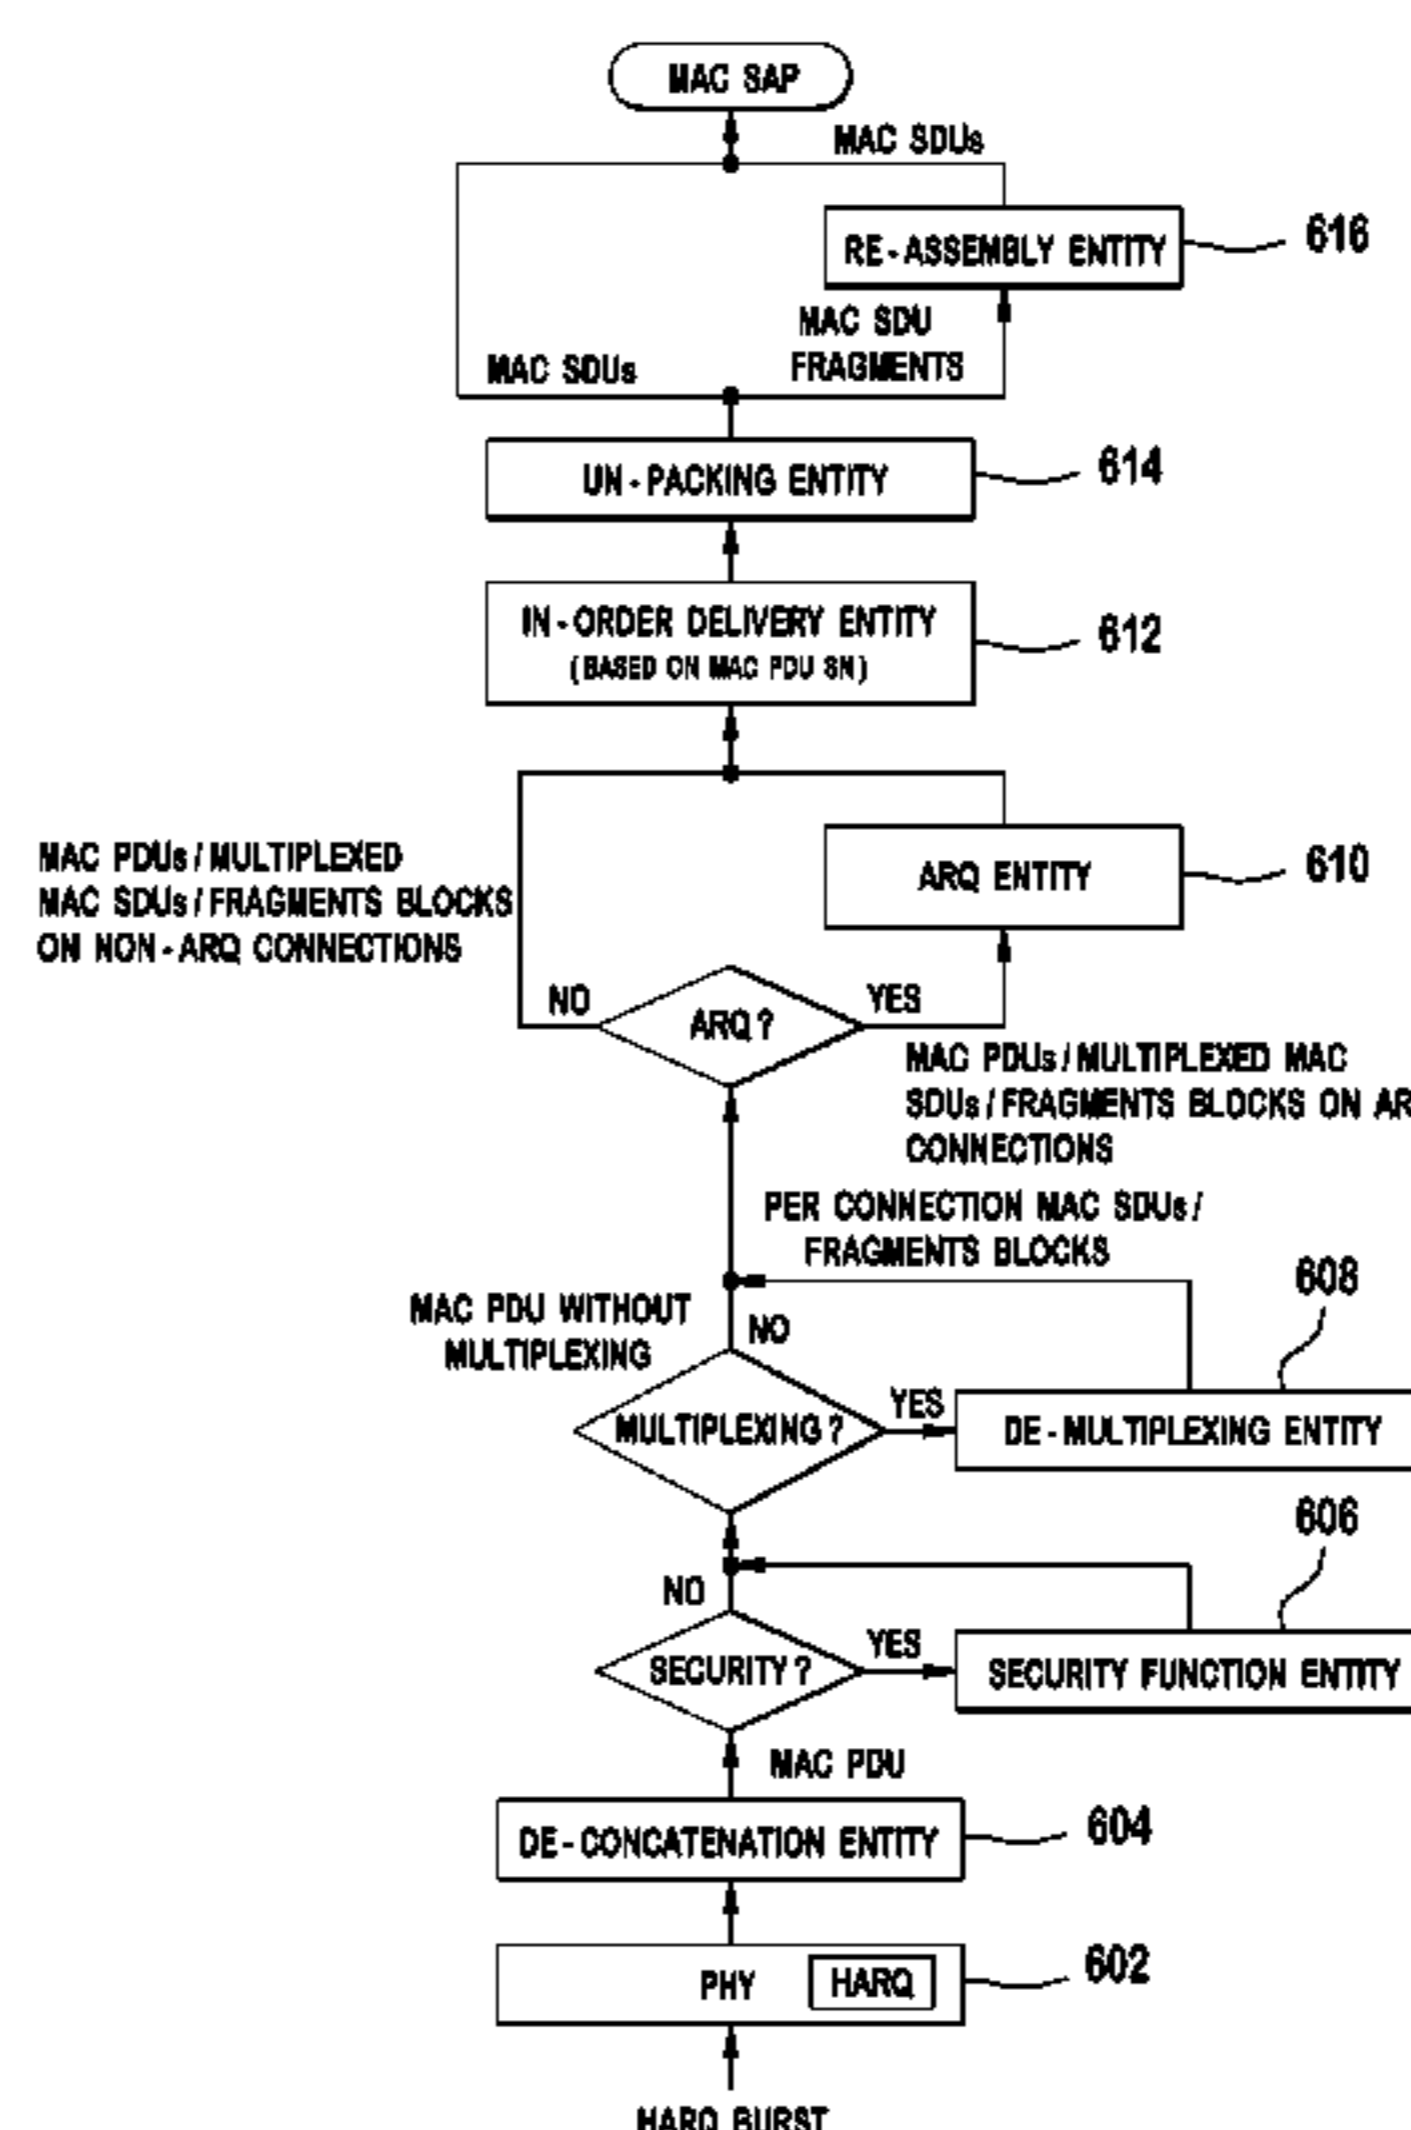 MAC SAP
MAC SDUs
RE-ASSEMBLY ENTITY
616
MAC SDU
FRAGMENTS
MAC SDUs
UN-PACKING ENTITY
614
IN-ORDER DELIVERY ENTITY
(BASED ON MAC PDU SN)
612
MAC PDUs/MULTIPLEXED
MAC SDUs/FRAGMENTS BLOCKS
ON NON-ARQ CONNECTIONS
ARQ ENTITY
610
NO
ARQ?
YES
MAC PDUs/MULTIPLEXED MAC
SDUs/FRAGMENTS BLOCKS ON
CONNECTIONS
PER CONNECTION MAC SDUs/
FRAGMENTS BLOCKS
608
MAC PDU WITHOUT
MULTIPLEXING
NO
MULTIPLEXING?
YES
DE-MULTIPLEXING ENTITY
606
NO
SECURITY?
YES
SECURITY FUNCTION ENTITY
MAC PDU
DE-CONCATENATION ENTITY
604
PHY
HARQ
602
HARQ BURST